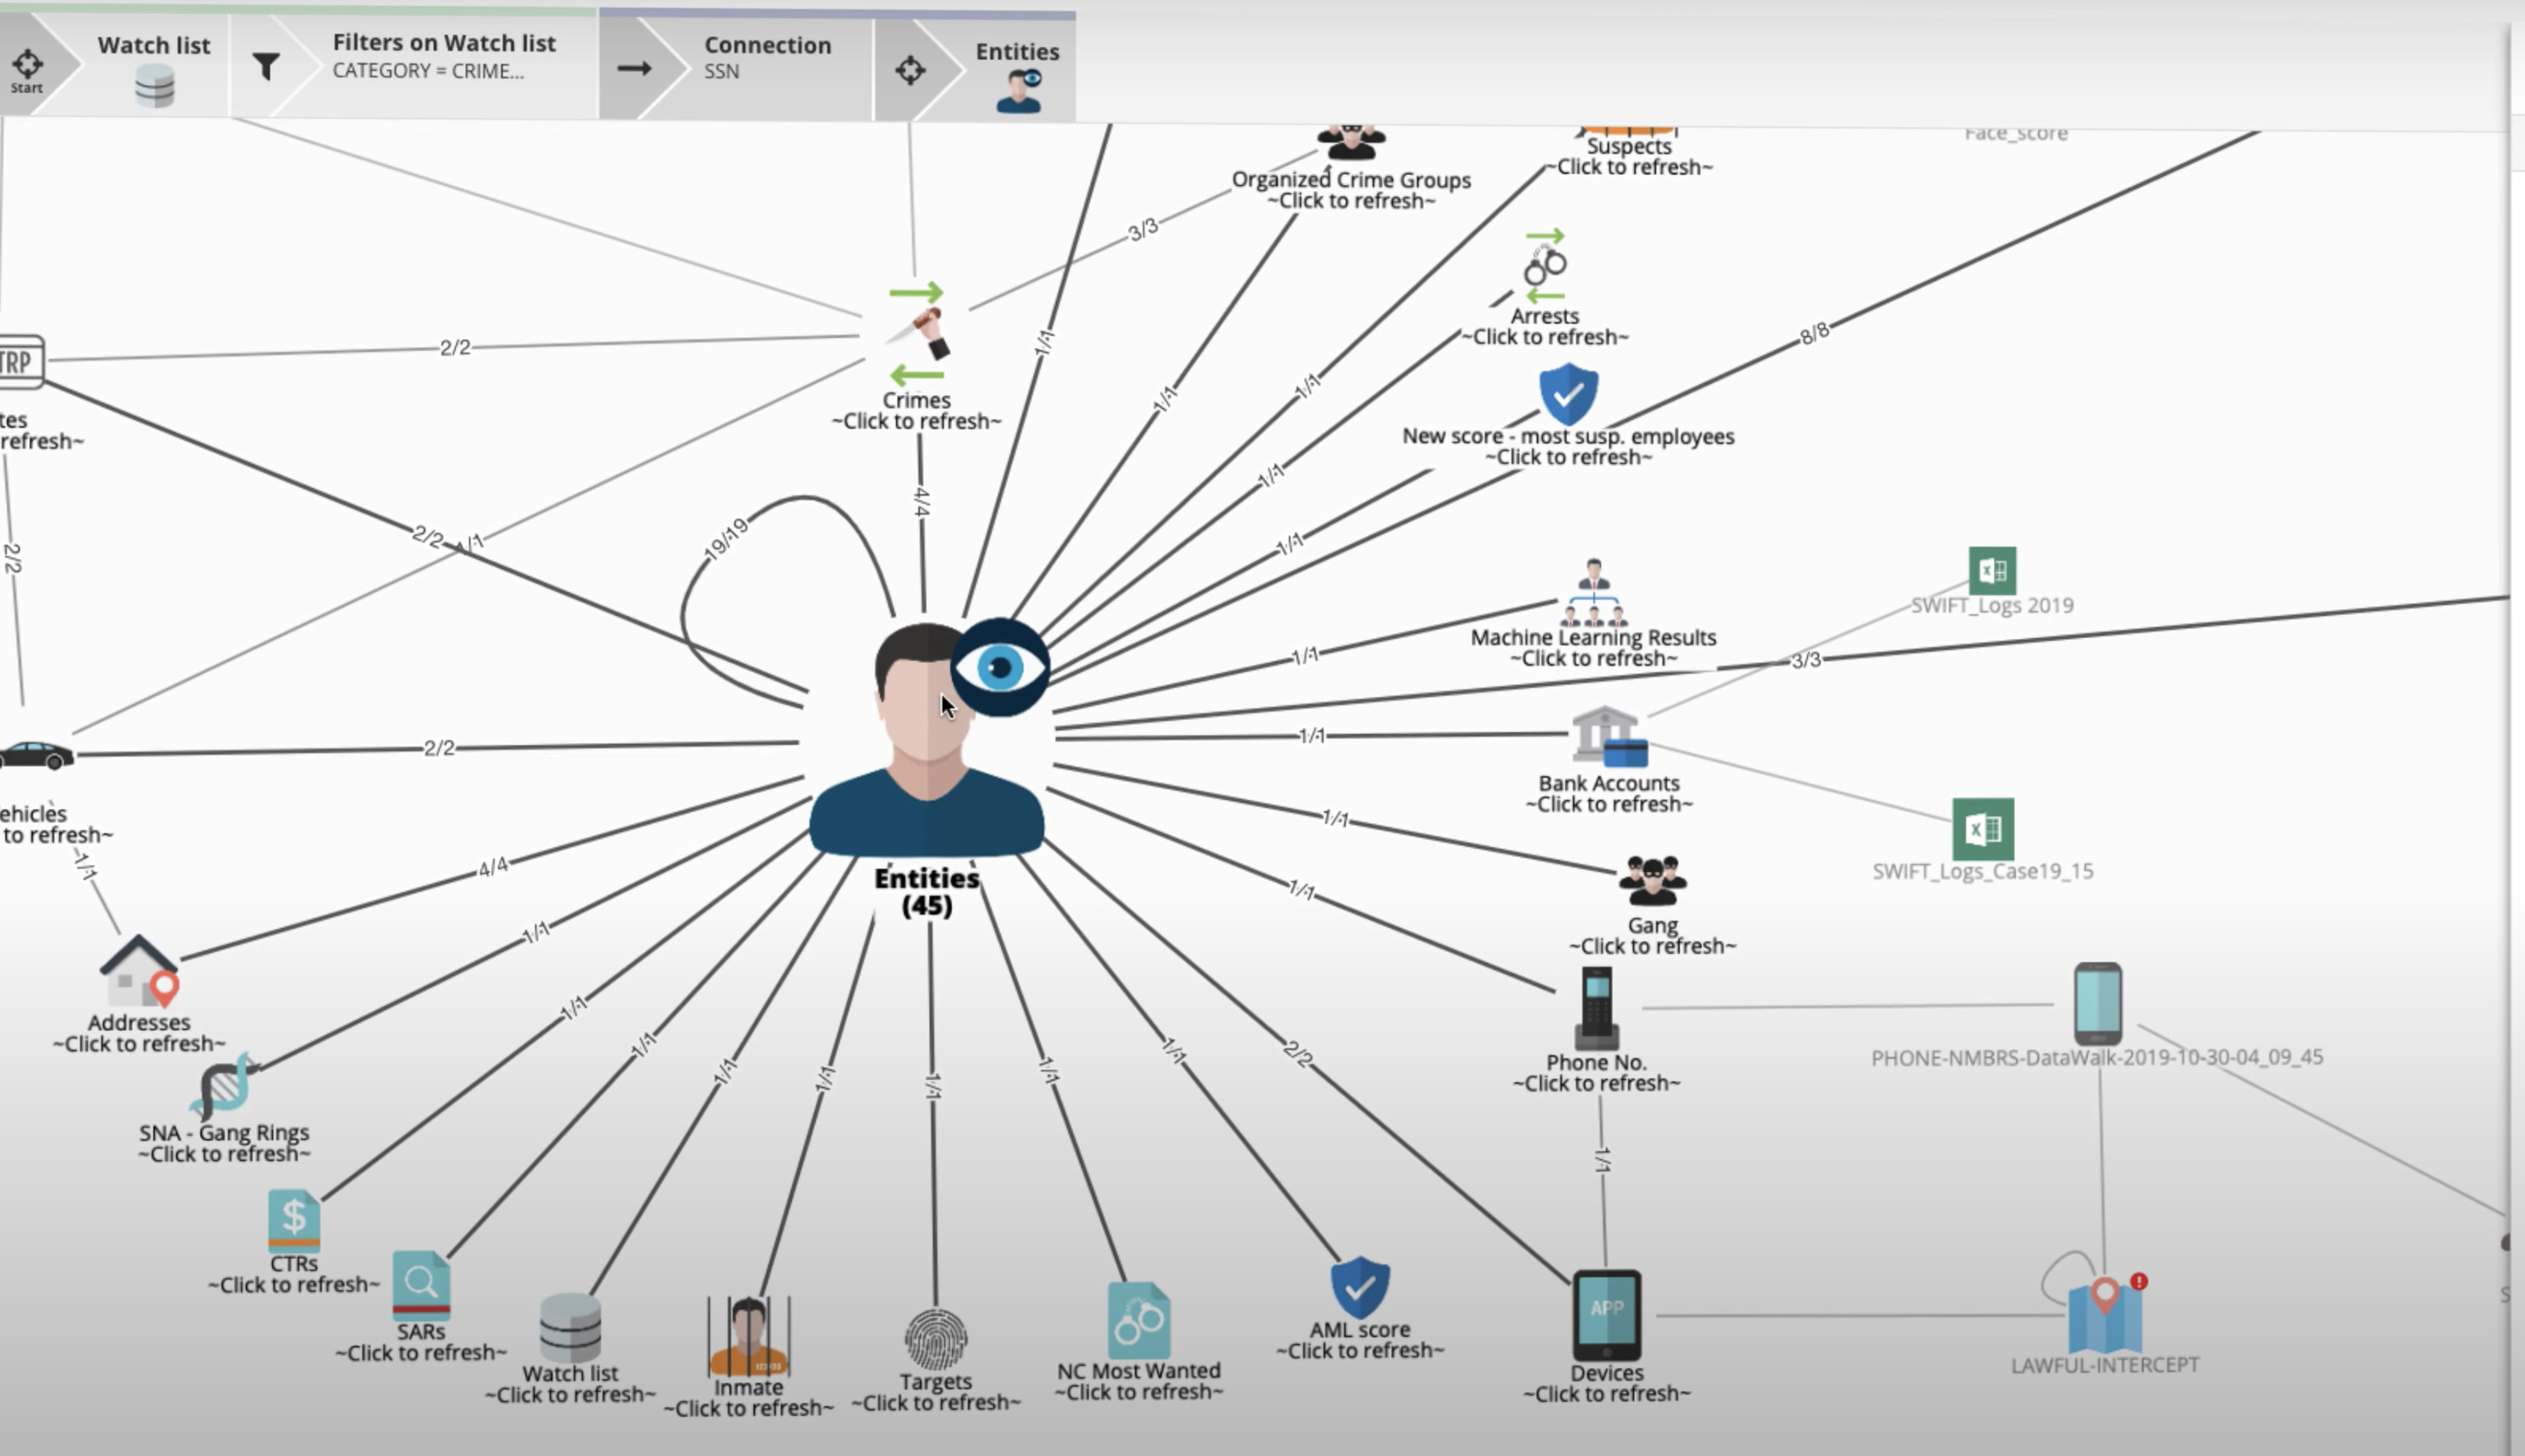 Start
Watch list
Filters on Watch list
CATEGORY = CRIME...
Connection
SSN
Entities
Face_score
Suspects
~Click to refresh~
Organized Crime Groups
~Click to refresh~
3/3
Arrests
~Click to refresh~
8/8
TRP
2/2
1/1
Crimes
~Click to refresh~
1/1
1/1
New score - most susp. employees
~Click to refresh~
tes
refresh~
1/1
4/4
2/2
1/1
19/19
1/1
2/2
SWIFT_Logs 2019
Machine Learning Results
~Click to refresh~
1/1
3/3
2/2
1/1
Bank Accounts
~Click to refresh~
ehicles
to refresh~
1/1
1/1
4/4
SWIFT_Logs_Case19_15
Entities
(45)
1/1
Gang
~Click to refresh~
1/1
Addresses
~Click to refresh~
1/1
1/1
1/1
1/1
1/1
1/1
1/1
2/2
Phone No.
~Click to refresh~
PHONE-NMBRS-DataWalk-2019-10-30-04_09_45
SNA - Gang Rings
~Click to refresh~
1/1
$
CTRs
~Click to refresh~
APP
SARs
~Click to refresh~
AML score
~Click to refresh~
Watch list
~Click to refresh~
Inmate
~Click to refresh~
Targets
~Click to refresh~
NC Most Wanted
~Click to refresh~
Devices
~Click to refresh~
LAWFUL-INTERCEPT